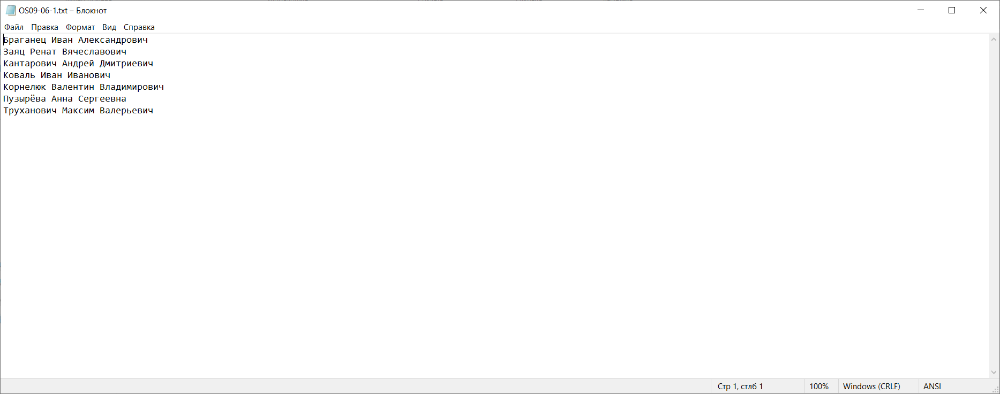 OS09-06-1.txt – Блокнот
Файл Правка Формат Вид Справка
Браганец Иван Александрович
Заяц Ренат Вячеславович
Кантарович Андрей Дмитриевич
Коваль Иван Иванович
Корнелюк Валентин Владимирович
Пузырёва Анна Сергеевна
Труханович Максим Валерьевич
Стр 1, стлб 1 100% Windows (CRLF) ANSI